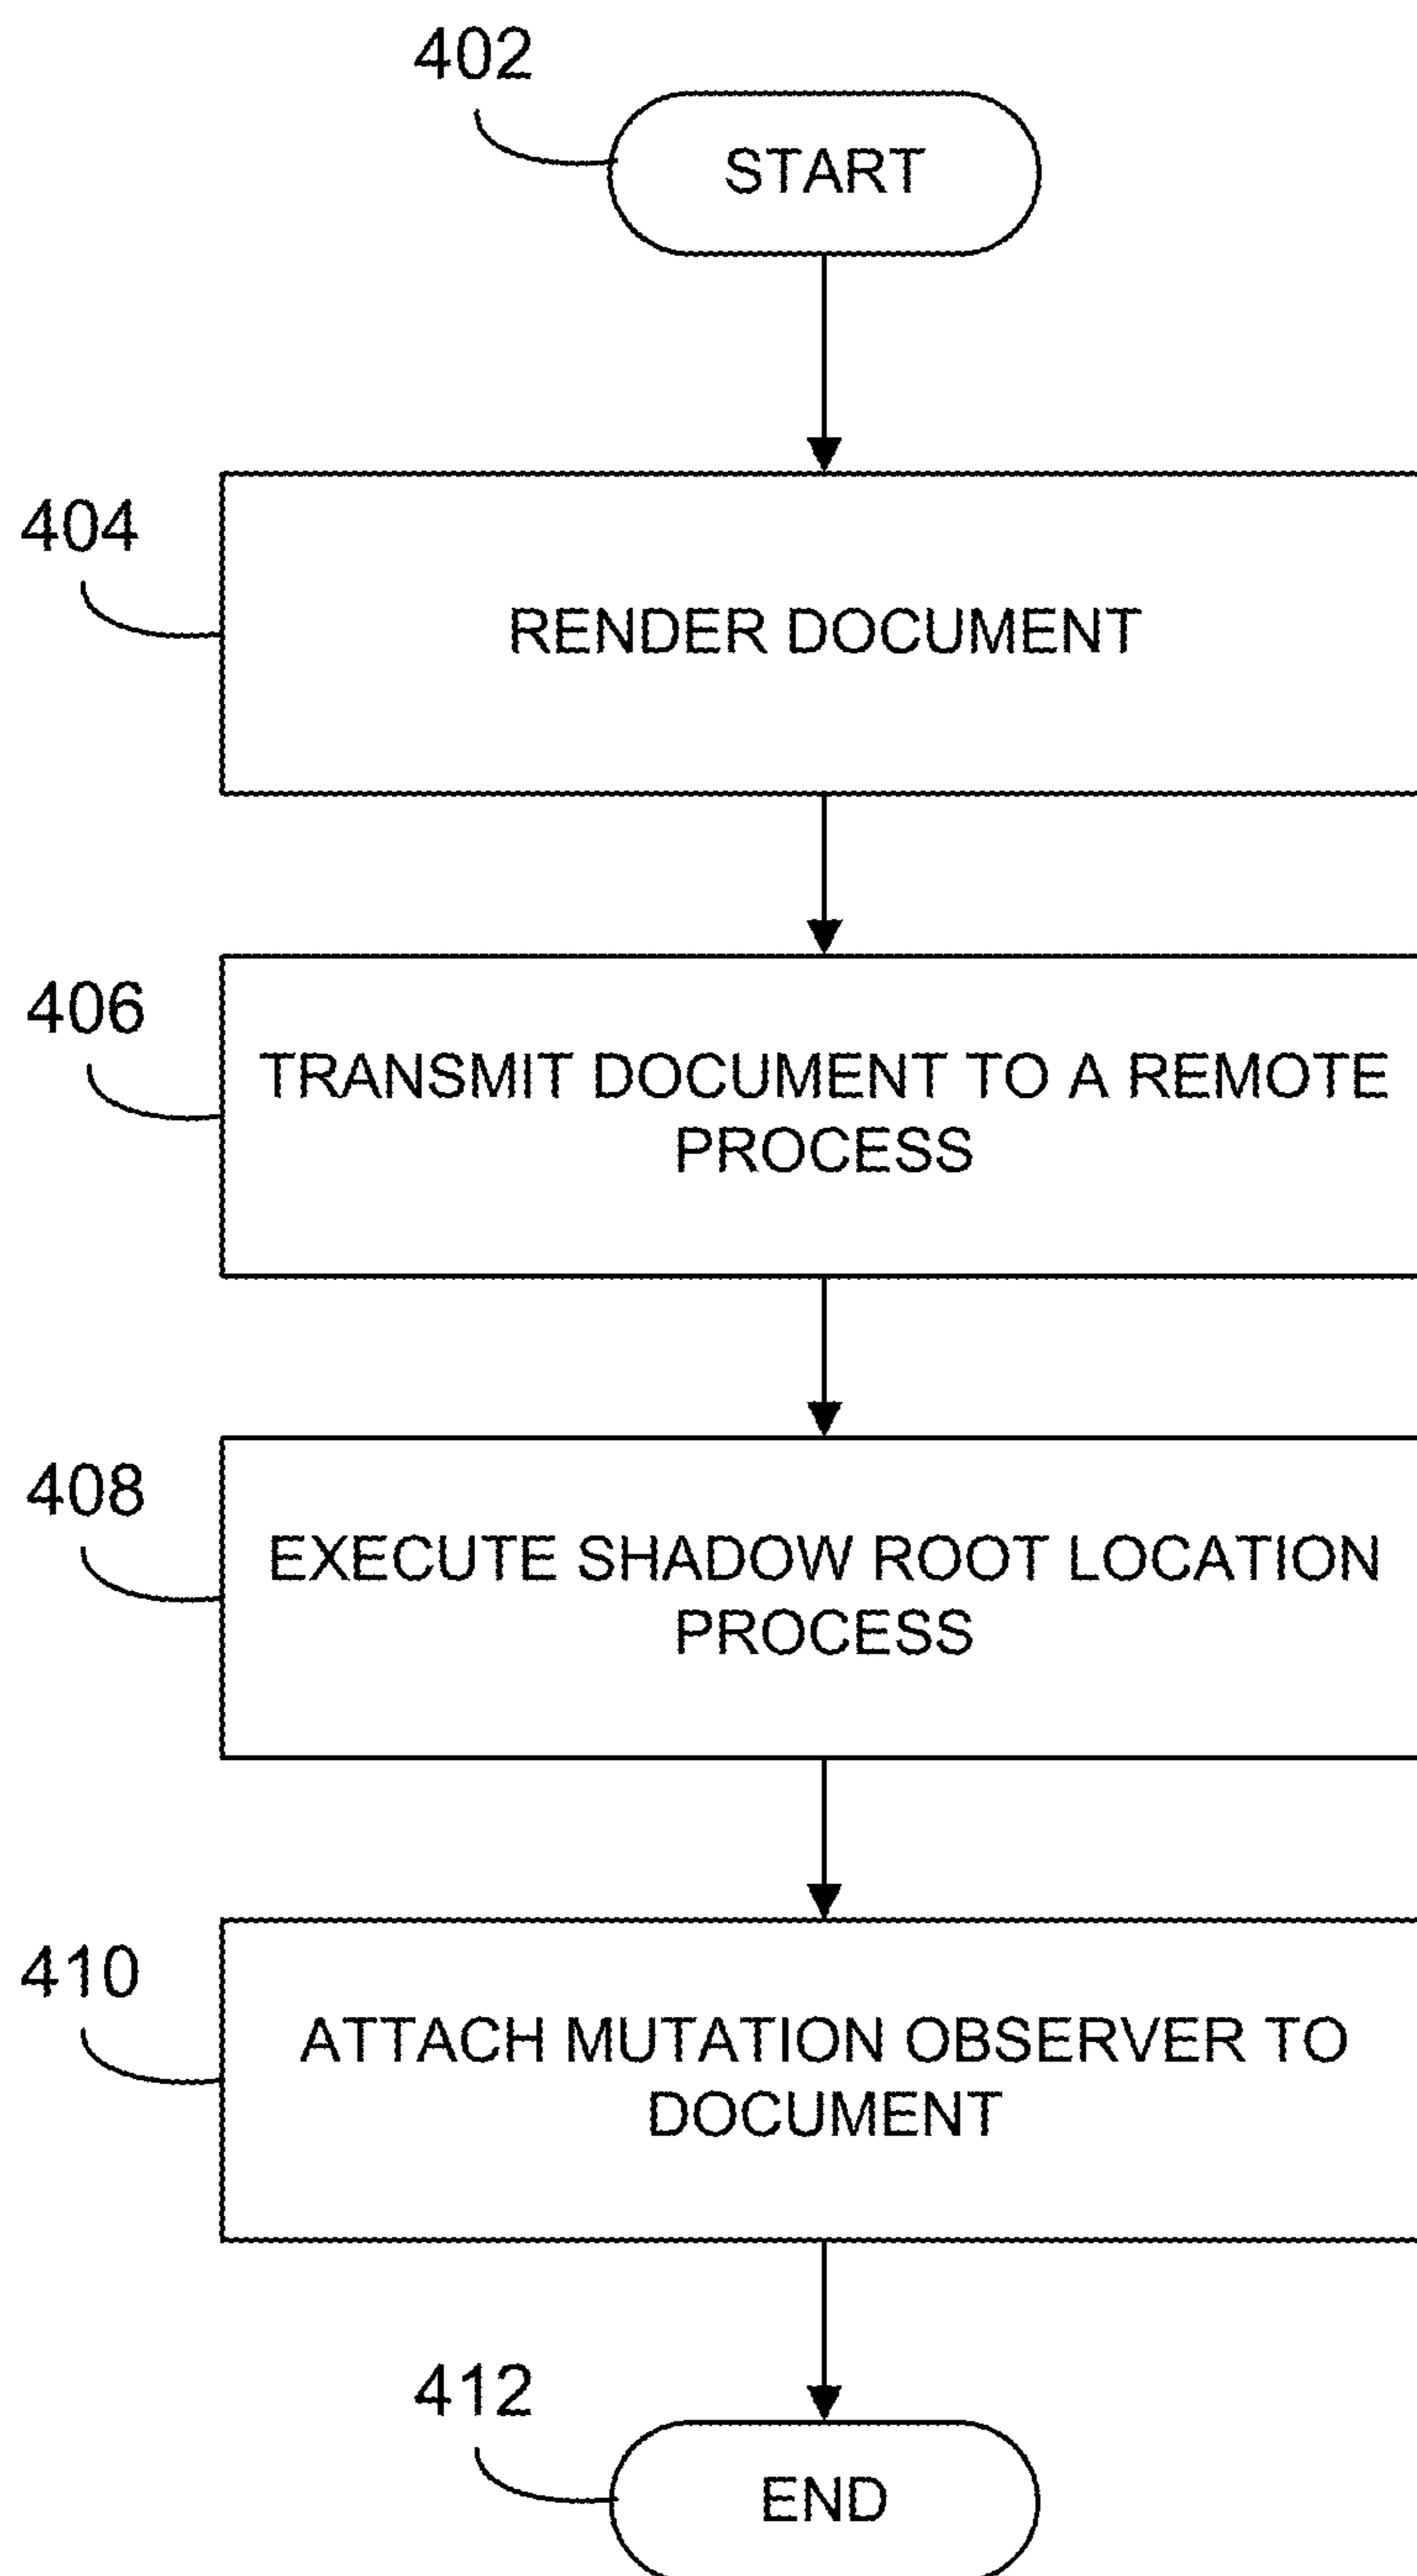 402
START
404
RENDER DOCUMENT
406
TRANSMIT DOCUMENT TO A REMOTE
PROCESS
408
EXECUTE SHADOW ROOT LOCATION
PROCESS
410
ATTACH MUTATION OBSERVER TO
DOCUMENT
412
END